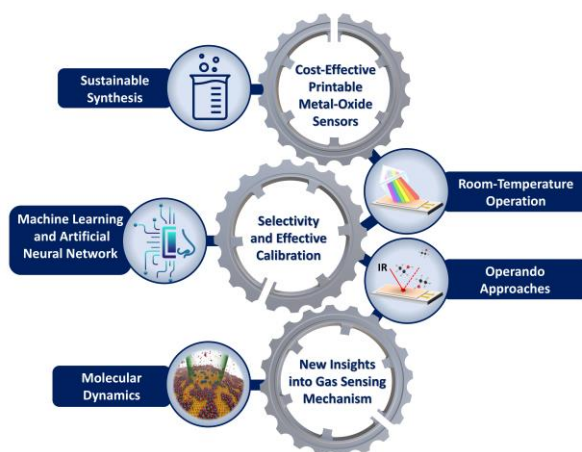 Sustainable
Synthesis
Cost-Effective
Printable
Metal-Oxide
Sensors
Room-Temperature
Operation
Machine Learning
and Artificial
Neural Network
Selectivity
and Effective
Calibration
IR
Operando
Approaches
Molecular
Dynamics
New Insights
into Gas Sensing
Mechanism